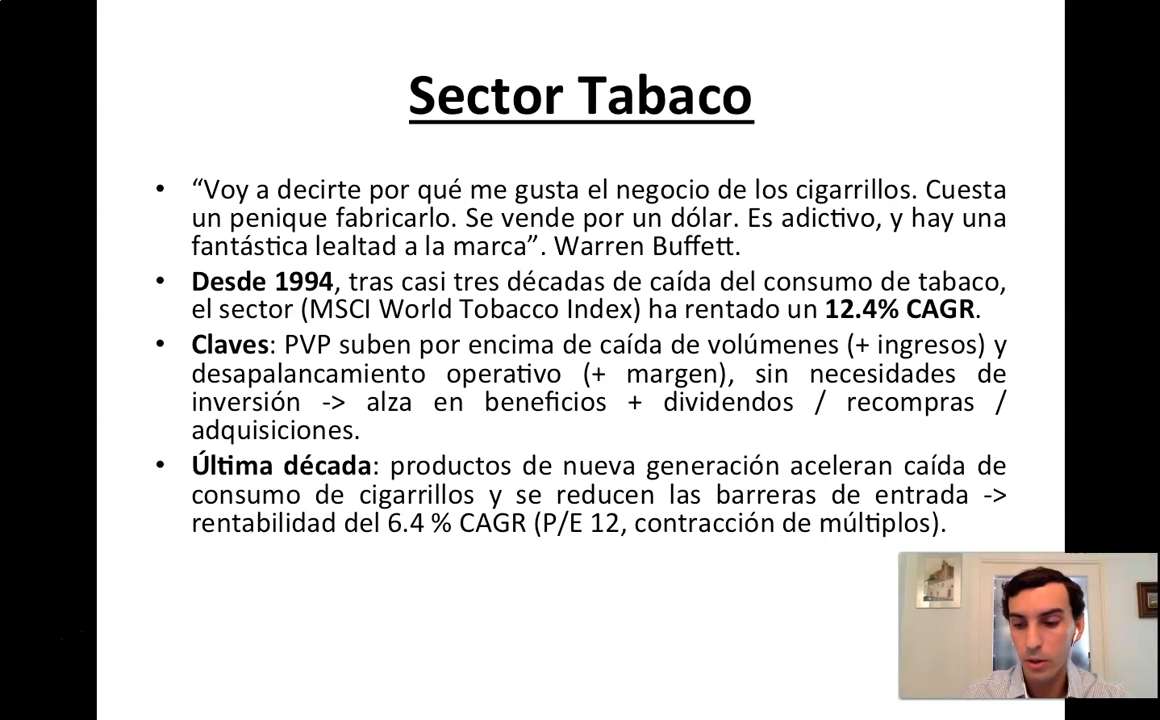 Sector Tabaco
• “Voy a decirte por qué me gusta el negocio de los cigarrillos. Cuesta
un penique fabricarlo. Se vende por un dólar. Es adictivo, y hay una
fantástica lealtad a la marca”. Warren Buffett.
• Desde 1994, tras casi tres décadas de caída del consumo de tabaco,
el sector (MSCI World Tobacco Index) ha rentado un 12.4% CAGR.
• Claves: PVP suben por encima de caída de volúmenes (+ ingresos) y
desapalancamiento operativo (+ margen), sin necesidades de
inversión -> alza en beneficios + dividendos / recompras /
adquisiciones.
• Última década: productos de nueva generación aceleran caída de
consumo de cigarrillos y se reducen las barreras de entrada ->
rentabilidad del 6.4 % CAGR (P/E 12, contracción de múltiplos).